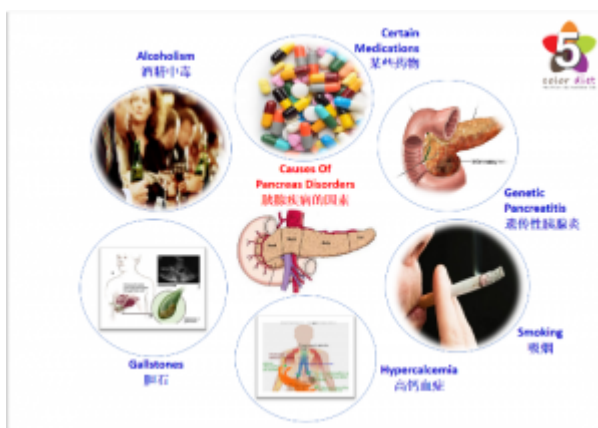 Certain
Medications
某些药物
Alcoholism
酒精中毒
5
color diet
Causes Of
Pancreas Disorders
胰腺疾病的因素
Genetic
Pancreatitis
遗传性胰腺炎
Smoking
吸烟
Gallstones
胆石
Hypercalcemia
高钙血症